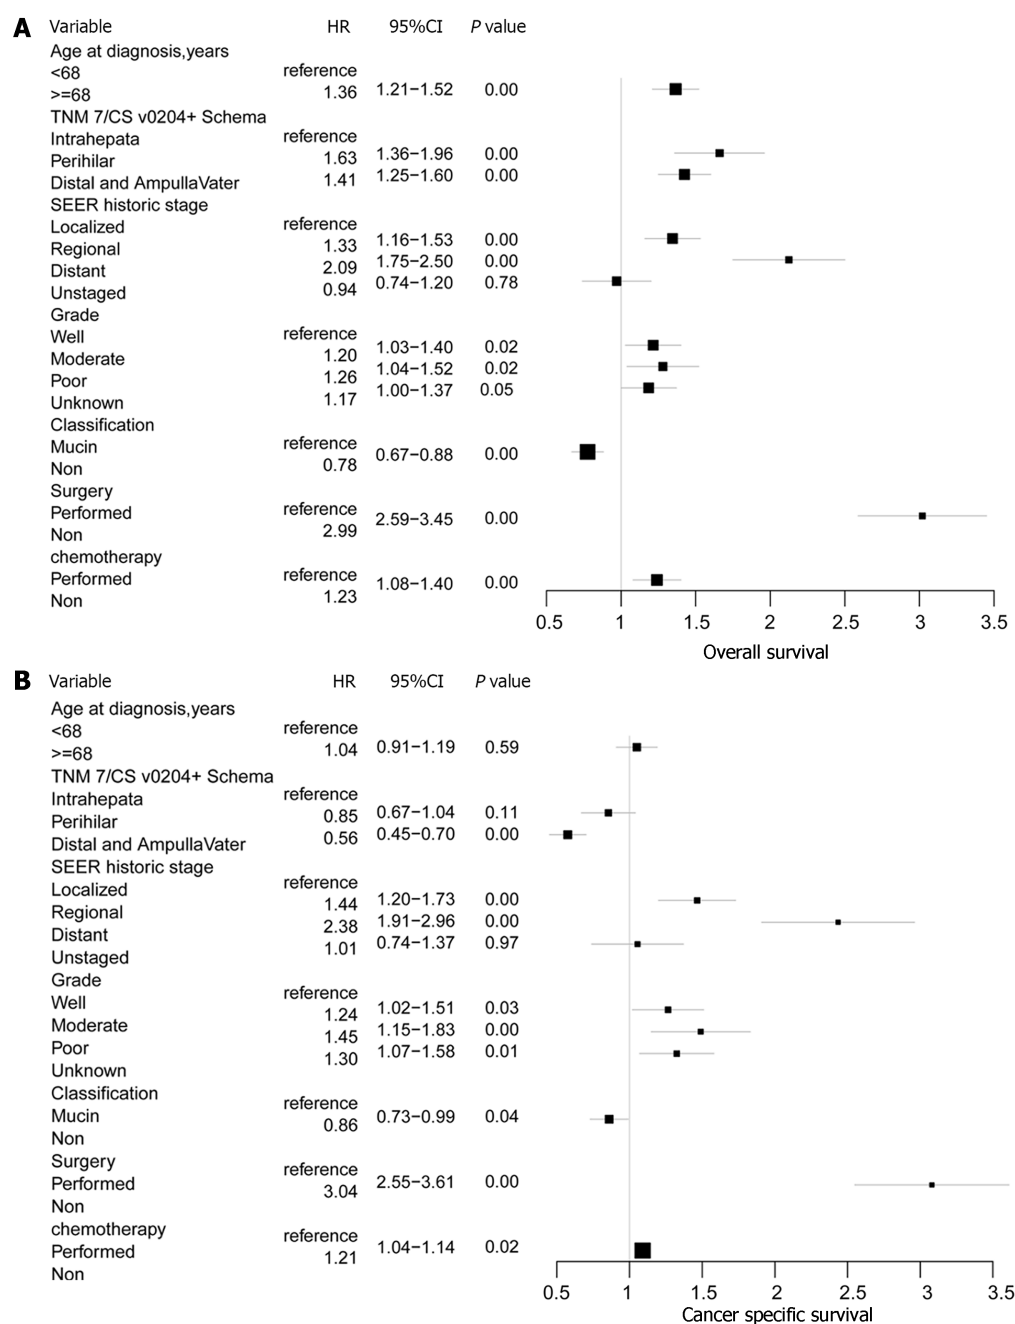 A Variable HR 95%CI P value
Age at diagnosis,years
<68 reference
>=68 1.36 1.21−1.52 0.00
TNM 7/CS v0204+ Schema
Intrahepata reference
Perihilar 1.63 1.36−1.96 0.00
Distal and AmpullaVater 1.41 1.25−1.60 0.00
SEER historic stage
Localized reference
Regional 1.33 1.16−1.53 0.00
Distant 2.09 1.75−2.50 0.00
Unstaged 0.94 0.74−1.20 0.78
Grade
Well reference
Moderate 1.20 1.03−1.40 0.02
Poor 1.26 1.04−1.52 0.02
Unknown 1.17 1.00−1.37 0.05
Classification
Mucin reference
Non 0.78 0.67−0.88 0.00
Surgery
Performed reference
Non 2.99 2.59−3.45 0.00
chemotherapy
Performed reference
Non 1.23 1.08−1.40 0.00
0.5 1 1.5 2 2.5 3 3.5
Overall survival
B Variable HR 95%CI P value
Age at diagnosis,years
<68 reference
>=68 1.04 0.91−1.19 0.59
TNM 7/CS v0204+ Schema
Intrahepata reference
Perihilar 0.85 0.67−1.04 0.11
Distal and AmpullaVater 0.56 0.45−0.70 0.00
SEER historic stage
Localized reference
Regional 1.44 1.20−1.73 0.00
Distant 2.38 1.91−2.96 0.00
Unstaged 1.01 0.74−1.37 0.97
Grade
Well reference
Moderate 1.24 1.02−1.51 0.03
Poor 1.45 1.15−1.83 0.00
Unknown 1.30 1.07−1.58 0.01
Classification
Mucin reference
Non 0.86 0.73−0.99 0.04
Surgery
Performed reference
Non 3.04 2.55−3.61 0.00
chemotherapy
Performed reference
Non 1.21 1.04−1.14 0.02
0.5 1 1.5 2 2.5 3 3.5
Cancer specific survival